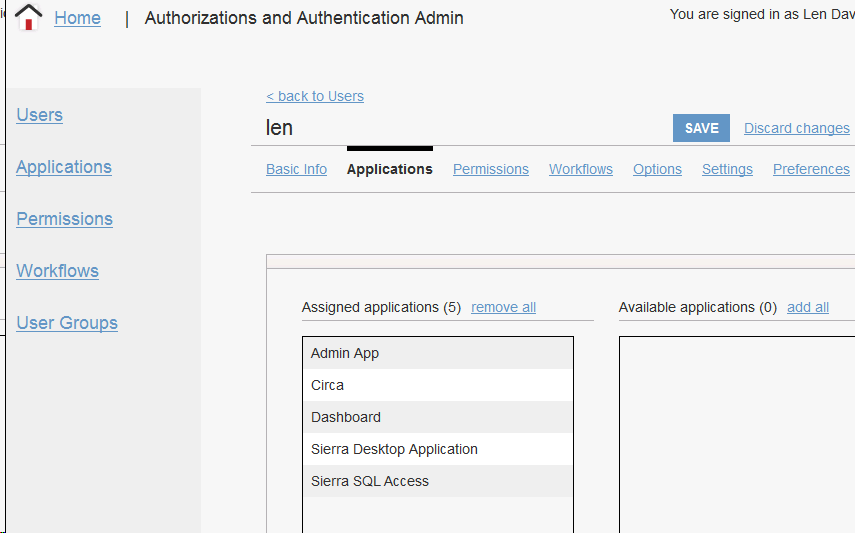 Home | Authorizations and Authentication Admin
You are signed in as Len Dav
Users
Applications
Permissions
Workflows
User Groups
< back to Users
len
SAVE Discard changes
Basic Info Applications Permissions Workflows Options Settings Preferences
Assigned applications (5) remove all
Available applications (0) add all
Admin App
Circa
Dashboard
Sierra Desktop Application
Sierra SQL Access